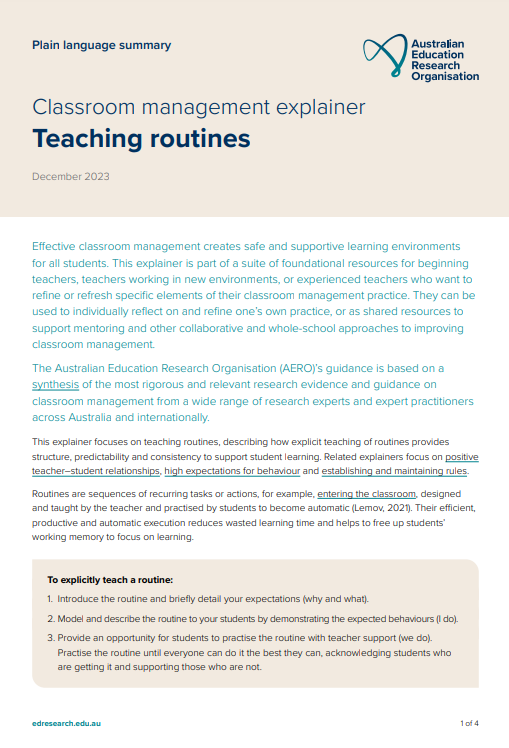 Plain language summary
Australian
Education
Research
Organisation
Classroom management explainer
Teaching routines
December 2023
Effective classroom management creates safe and supportive learning environments
for all students. This explainer is part of a suite of foundational resources for beginning
teachers, teachers working in new environments, or experienced teachers who want to
refine or refresh specific elements of their classroom management practice. They can be
used to individually reflect on and refine one's own practice, or as shared resources to
support mentoring and other collaborative and whole-school approaches to improving
classroom management.
The Australian Education Research Organisation (AERO)'s guidance is based on a
synthesis of the most rigorous and relevant research evidence and guidance on
classroom management from a wide range of research experts and expert practitioners
across Australia and internationally.
This explainer focuses on teaching routines, describing how explicit teaching of routines provides
structure, predictability and consistency to support student learning. Related explainers focus on positive
teacher–student relationships, high expectations for behaviour and establishing and maintaining rules.
Routines are sequences of recurring tasks or actions, for example, entering the classroom, designed
and taught by the teacher and practised by students to become automatic (Lemov, 2021). Their efficient,
productive and automatic execution reduces wasted learning time and helps to free up students'
working memory to focus on learning.
To explicitly teach a routine:
1. Introduce the routine and briefly detail your expectations (why and what).
2. Model and describe the routine to your students by demonstrating the expected behaviours (I do).
3. Provide an opportunity for students to practise the routine with teacher support (we do).
Practise the routine until everyone can do it the best they can, acknowledging students who
are getting it and supporting those who are not.
edresearch.edu.au
1 of 4